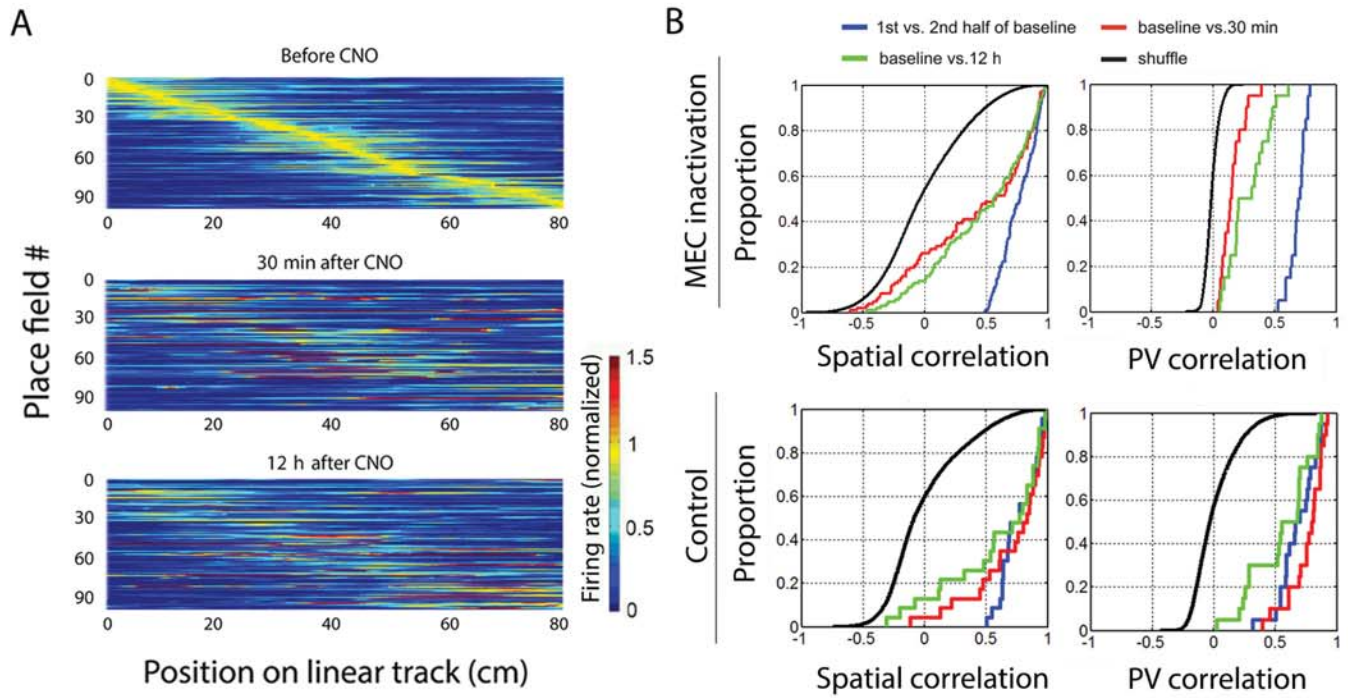 A
Before CNO
0
30
60
90
0 20 40 60 80
30 min after CNO
0
30
60
90
0 20 40 60 80
12 h after CNO
0
30
60
90
0 20 40 60 80
Place field #
Position on linear track (cm)
Firing rate (normalized)
1.5
1
0.5
0
B
1st vs. 2nd half of baseline
baseline vs.30 min
baseline vs.12 h
shuffle
MEC inactivation
Proportion
1
0.8
0.6
0.4
0.2
0
-1 -0.5 0 0.5 1
Spatial correlation
1
0.8
0.6
0.4
0.2
0
-1 -0.5 0 0.5 1
PV correlation
Control
Proportion
1
0.8
0.6
0.4
0.2
0
-1 -0.5 0 0.5 1
Spatial correlation
1
0.8
0.6
0.4
0.2
0
-1 -0.5 0 0.5 1
PV correlation